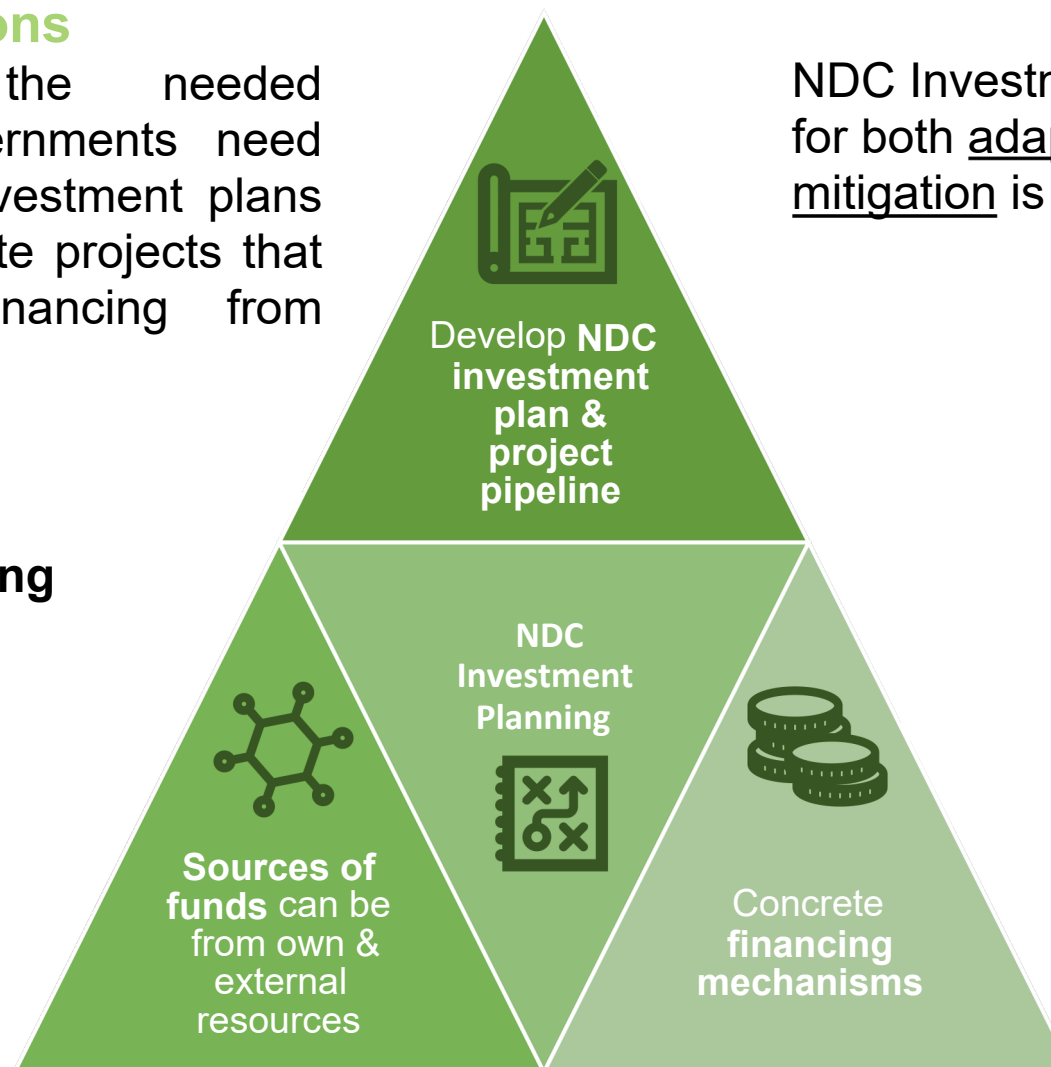 ons
the needed
ernments need
vestment plans
te projects that
nancing from
NDC Investm
for both adap
mitigation is
Develop NDC
investment
plan &
project
pipeline
ng
NDC
Investment
Planning
Sources of
funds can be
from own &
external
resources
Concrete
financing
mechanisms